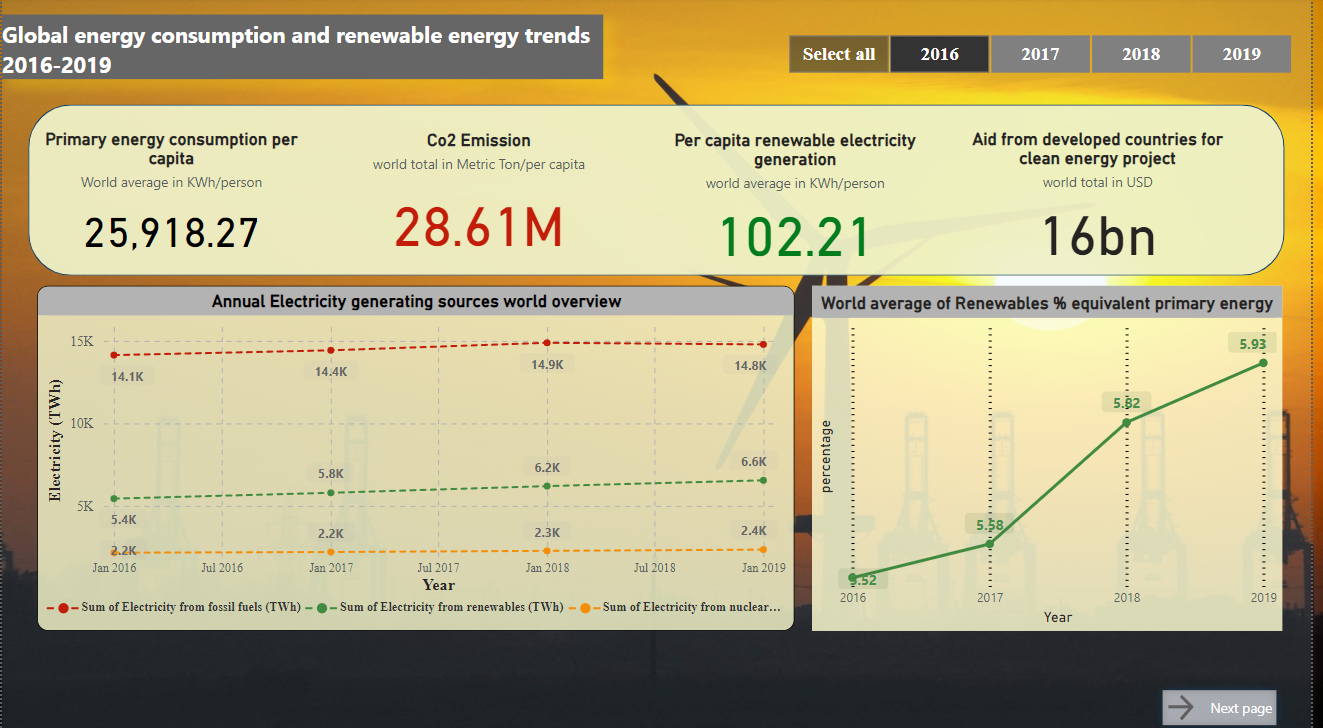 Global energy consumption and renewable energy trends
2016-2019
Select all
2016
2017
2018
2019
Primary energy consumption per
capita
World average in KWh/person
25,918.27
Co2 Emission
world total in Metric Ton/per capita
28.61M
Per capita renewable electricity
generation
world average in KWh/person
102.21
Aid from developed countries for
clean energy project
world total in USD
16bn
Annual Electricity generating sources world overview
Electricity (TWh)
15K
10K
5K
14.1K
14.4K
14.9K
14.8K
5.4K
5.8K
6.2K
6.6K
2.2K
2.2K
2.3K
2.4K
Jan 2016
Jul 2016
Jan 2017
Jul 2017
Jan 2018
Jul 2018
Jan 2019
Year
Sum of Electricity from fossil fuels (TWh)
Sum of Electricity from renewables (TWh)
Sum of Electricity from nuclear...
World average of Renewables % equivalent primary energy
percentage
5.93
5.82
5.58
.52
2016
2017
2018
2019
Year
Next page